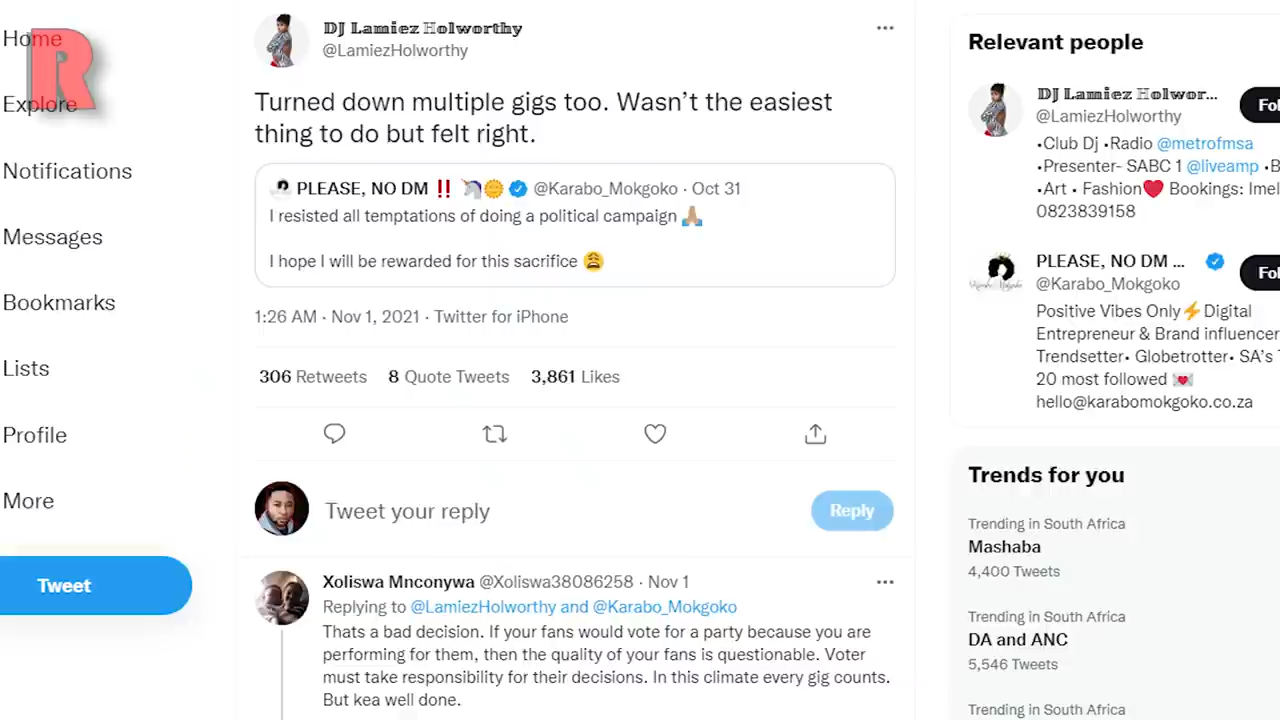 R
Home
Explore
Notifications
Messages
Bookmarks
Lists
Profile
More
Tweet
DJ Lamiez Holworthy
@LamiezHolworthy
Turned down multiple gigs too. Wasn't the easiest
thing to do but felt right.
PLEASE, NO DM ‼️ 🦄🌞 @Karabo_Mokgoko · Oct 31
I resisted all temptations of doing a political campaign 🙏🏽
I hope I will be rewarded for this sacrifice 😩
1:26 AM · Nov 1, 2021 · Twitter for iPhone
306 Retweets 8 Quote Tweets 3,861 Likes
Tweet your reply
Reply
Xoliswa Mnconywa @Xoliswa38086258 · Nov 1
Replying to @LamiezHolworthy and @Karabo_Mokgoko
Thats a bad decision. If your fans would vote for a party because you are
performing for them, then the quality of your fans is questionable. Voter
must take responsibility for their decisions. In this climate every gig counts.
But kea well done.
Relevant people
DJ Lamiez Holwor...
@LamiezHolworthy
Fol
•Club Dj •Radio @metrofmsa
•Presenter- SABC 1 @liveamp •B
•Art • Fashion❤️ Bookings: Imel
0823839158
PLEASE, NO DM ...
@Karabo_Mokgoko
Fol
Positive Vibes Only⚡Digital
Entrepreneur & Brand influencer
Trendsetter• Globetrotter• SA's T
20 most followed 💌
hello@karabomokgoko.co.za
Trends for you
Trending in South Africa
Mashaba
4,400 Tweets
Trending in South Africa
DA and ANC
5,546 Tweets
Trending in South Africa